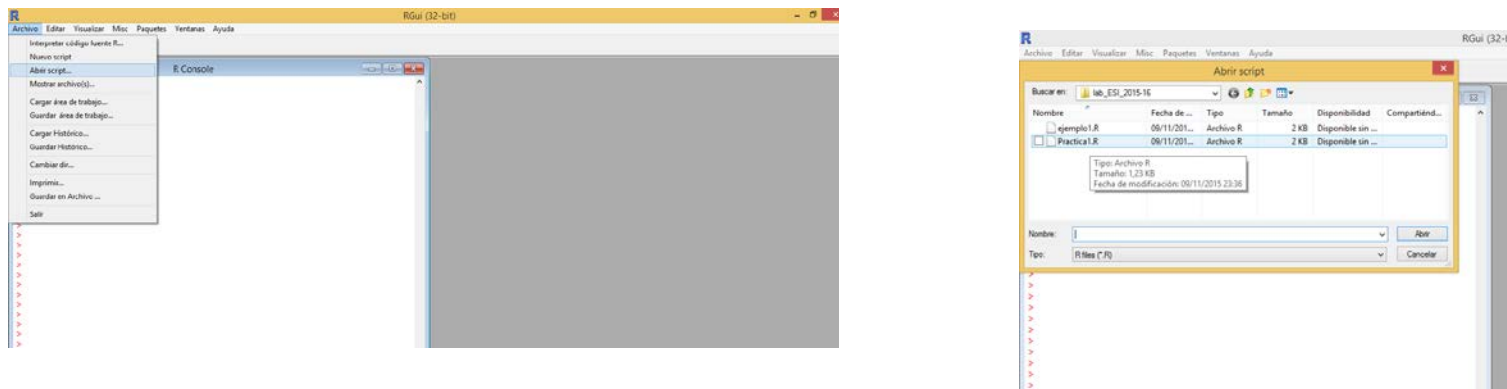 R
RGui (32-bit)
Archivo Editar Visualizar Misc Paquetes Ventanas Ayuda
Interpretar código fuente R...
Nuevo script
Abrir script...
Mostrar archivo(s)...
Cargar área de trabajo...
Guardar área de trabajo...
Cargar Histórico...
Guardar Histórico...
Cambiar dir...
Imprimir...
Guardar en Archivo ...
Salir
R Console
>
>
>
>
>
>
>
>
>
>
>
>
>
R
RGui (32-
Archivo Editar Visualizar Misc Paquetes Ventanas Ayuda
Abrir script
Buscar en: lab_ESI_2015-16
Nombre Fecha de ... Tipo Tamaño Disponibilidad Compartiénd...
ejemplo1.R 09/11/201... Archivo R 2 KB Disponible sin ...
Practica1.R 09/11/201... Archivo R 2 KB Disponible sin ...
Tipo: Archivo R
Tamaño: 1,23 KB
Fecha de modificación: 09/11/2015 23:36
Nombre: Abrir
Tipo: R files (*.R) Cancelar
>
>
>
>
>
>
>
>
>
>
>